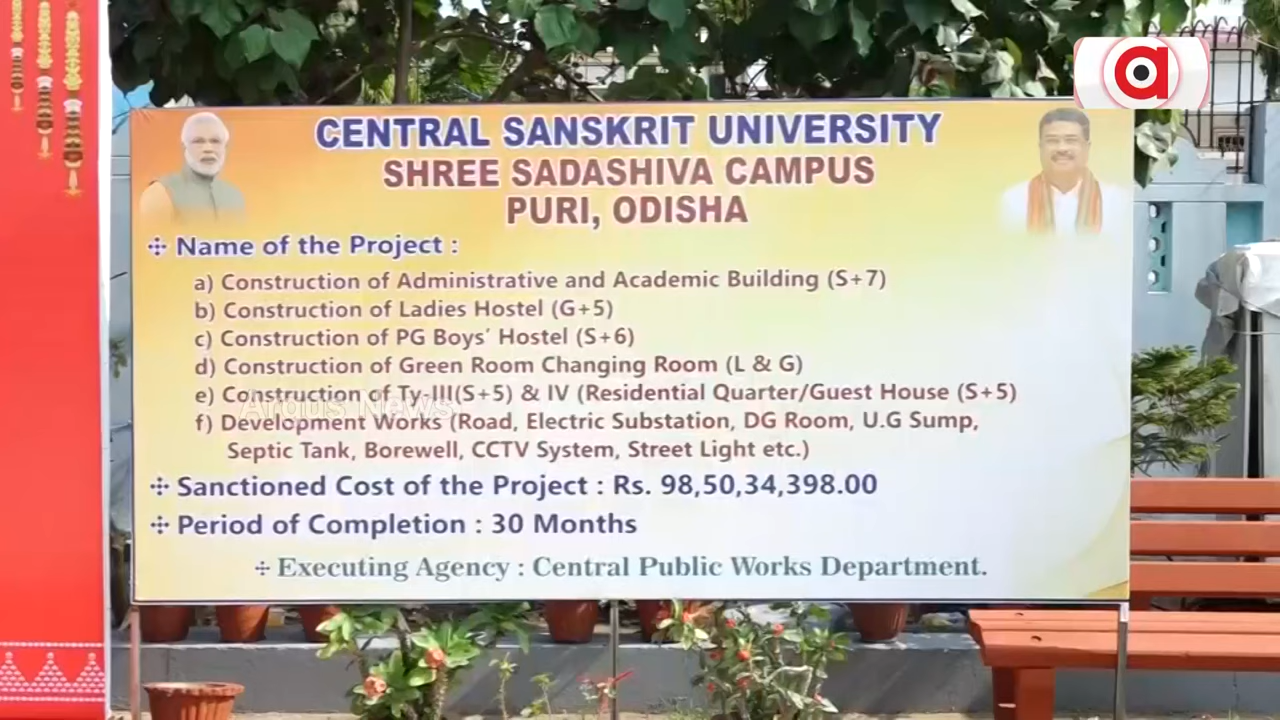 CENTRAL SANSKRIT UNIVERSITY
SHREE SADASHIVA CAMPUS
PURI, ODISHA
Name of the Project :
a) Construction of Administrative and Academic Building (S+7)
b) Construction of Ladies Hostel (G+5)
c) Construction of PG Boys' Hostel (S+6)
d) Construction of Green Room Changing Room (L & G)
e) Construction of Ty-III(S+5) & IV (Residential Quarter/Guest House (S+5)
Argus News
f) Development Works (Road, Electric Substation, DG Room, U.G Sump,
Septic Tank, Borewell, CCTV System, Street Light etc.)
Sanctioned Cost of the Project : Rs. 98,50,34,398.00
Period of Completion : 30 Months
Executing Agency : Central Public Works Department.
a